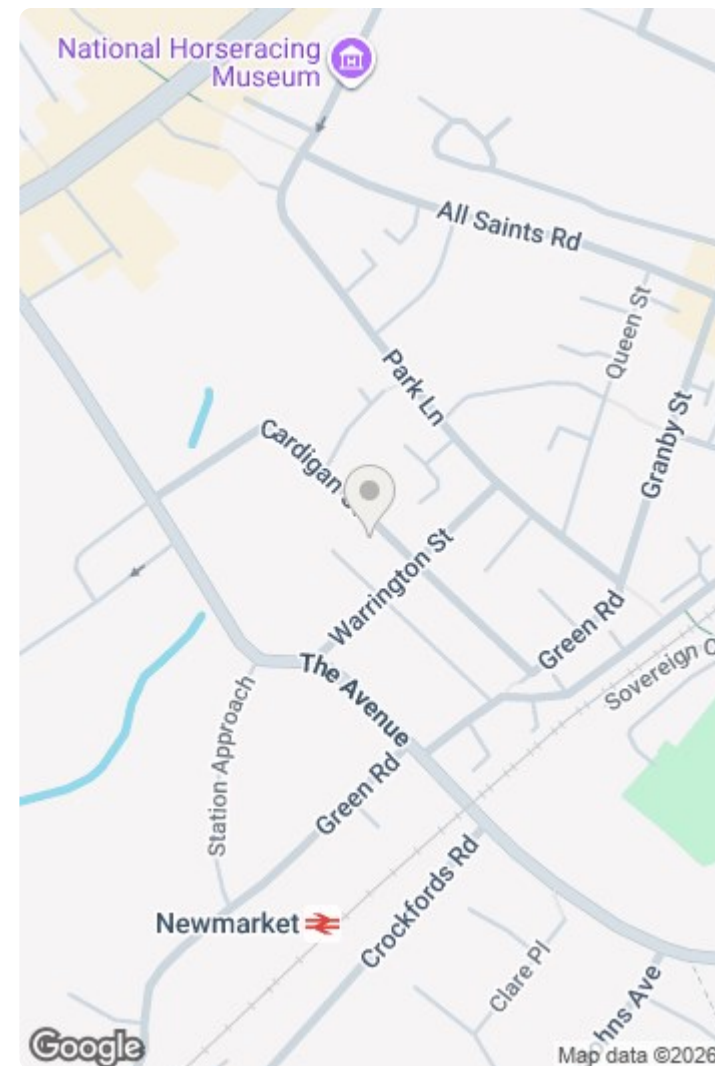 National Horseracing
Museum
All Saints Rd
Queen St
Park Ln
Granby St
Cardigan
Warrington St
Green Rd
Sovereign
The Avenue
Station Approach
Green Rd
Crockfords Rd
Newmarket
Clare Pl
Johns Ave
Google
Map data ©2026